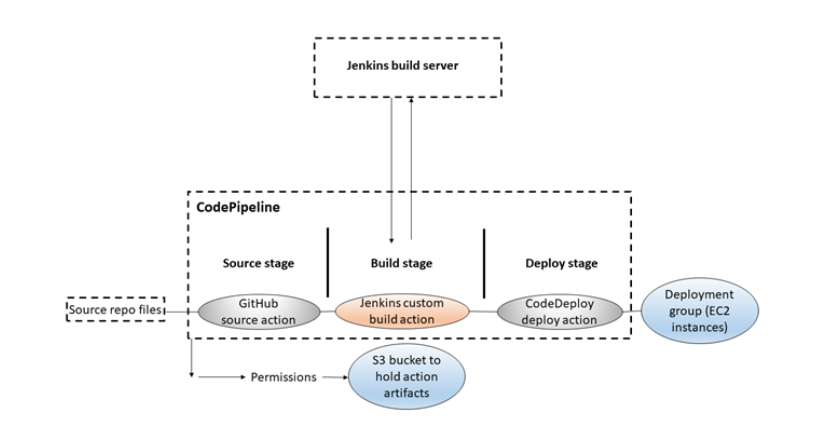 Jenkins build server
CodePipeline
Source stage
Build stage
Deploy stage
Source repo files
GitHub
source action
Jenkins custom
build action
CodeDeploy
deploy action
Deployment
group (EC2
instances)
Permissions
S3 bucket to
hold action
artifacts